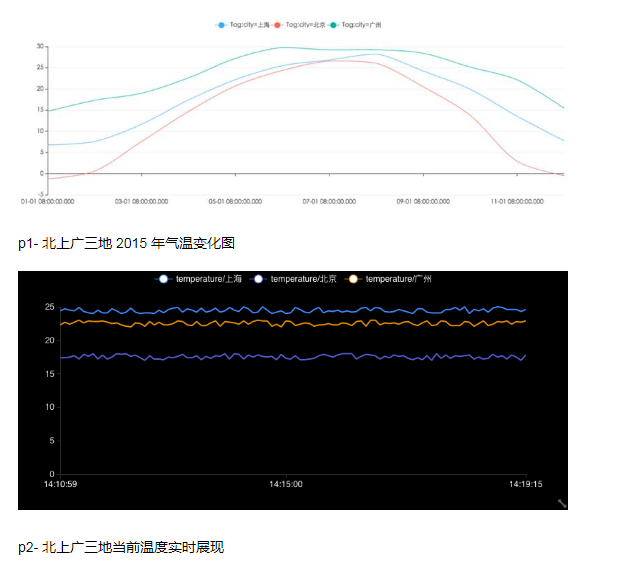 Tag:city=上海 Tag:city=北京 Tag:city=广州
30
25
20
15
10
5
0
-5
01-01 08:00:00.000 03-01 08:00:00.000 05-01 08:00:00.000 07-01 08:00:00.000 09-01 08:00:00.000 11-01 08:00:00.000
p1- 北上广三地 2015 年气温变化图
temperature/上海 temperature/北京 temperature/广州
25
20
15
10
5
0
14:10:59 14:15:00 14:19:15
p2- 北上广三地当前温度实时展现